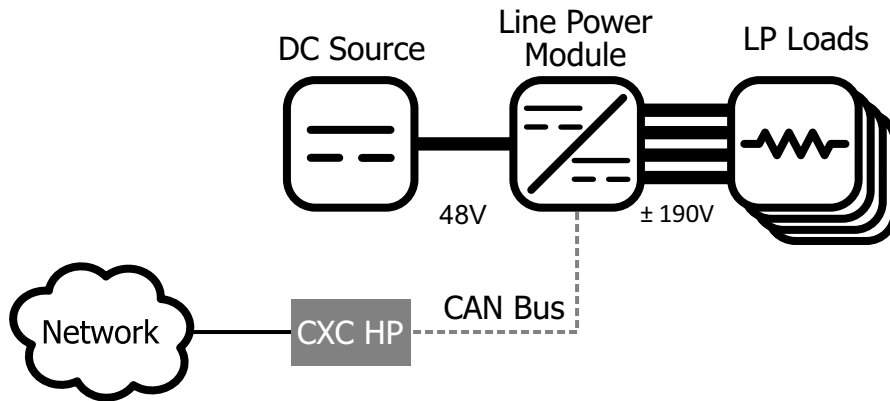 DC Source
Line Power
Module
LP Loads
48V
± 190V
CAN Bus
Network
CXC HP